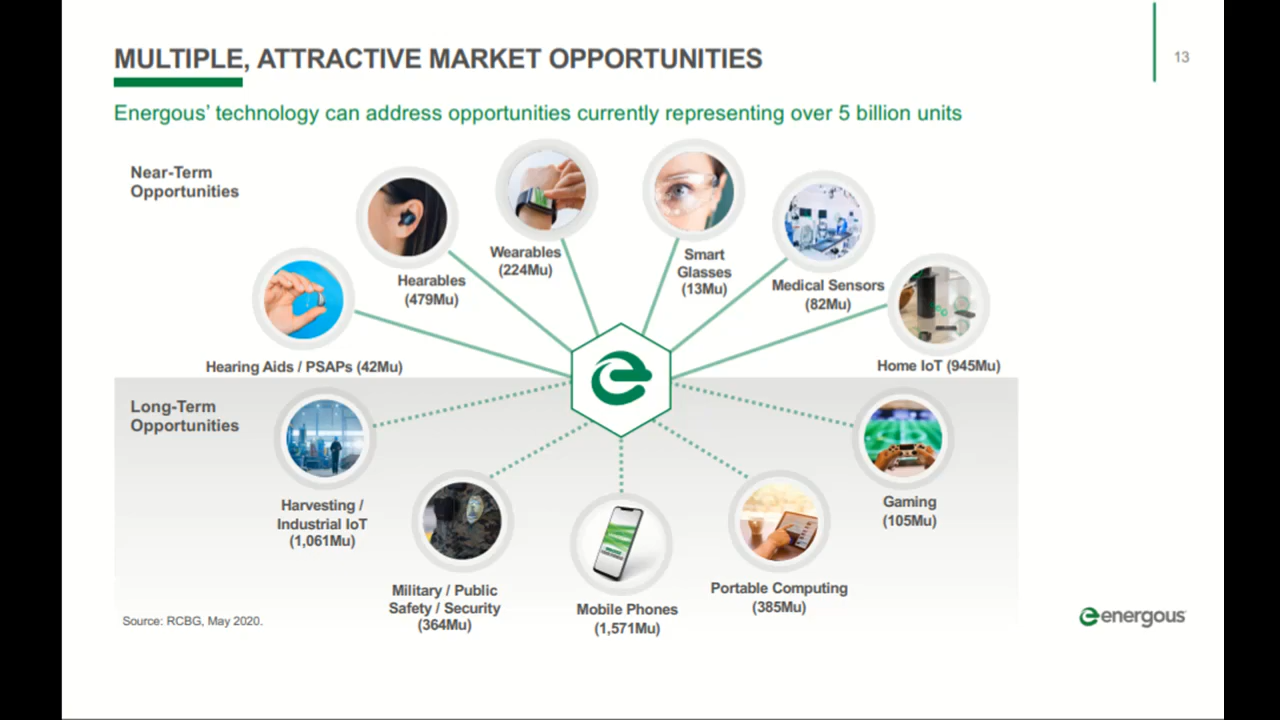 MULTIPLE, ATTRACTIVE MARKET OPPORTUNITIES
13
Energous' technology can address opportunities currently representing over 5 billion units
Near-Term
Opportunities
Hearing Aids / PSAPs (42Mu)
Hearables
(479Mu)
Wearables
(224Mu)
Smart
Glasses
(13Mu)
Medical Sensors
(82Mu)
Home IoT (945Mu)
Long-Term
Opportunities
Harvesting /
Industrial IoT
(1,061Mu)
Military / Public
Safety / Security
(364Mu)
Mobile Phones
(1,571Mu)
Portable Computing
(385Mu)
Gaming
(105Mu)
Source: RCBG, May 2020.
energous